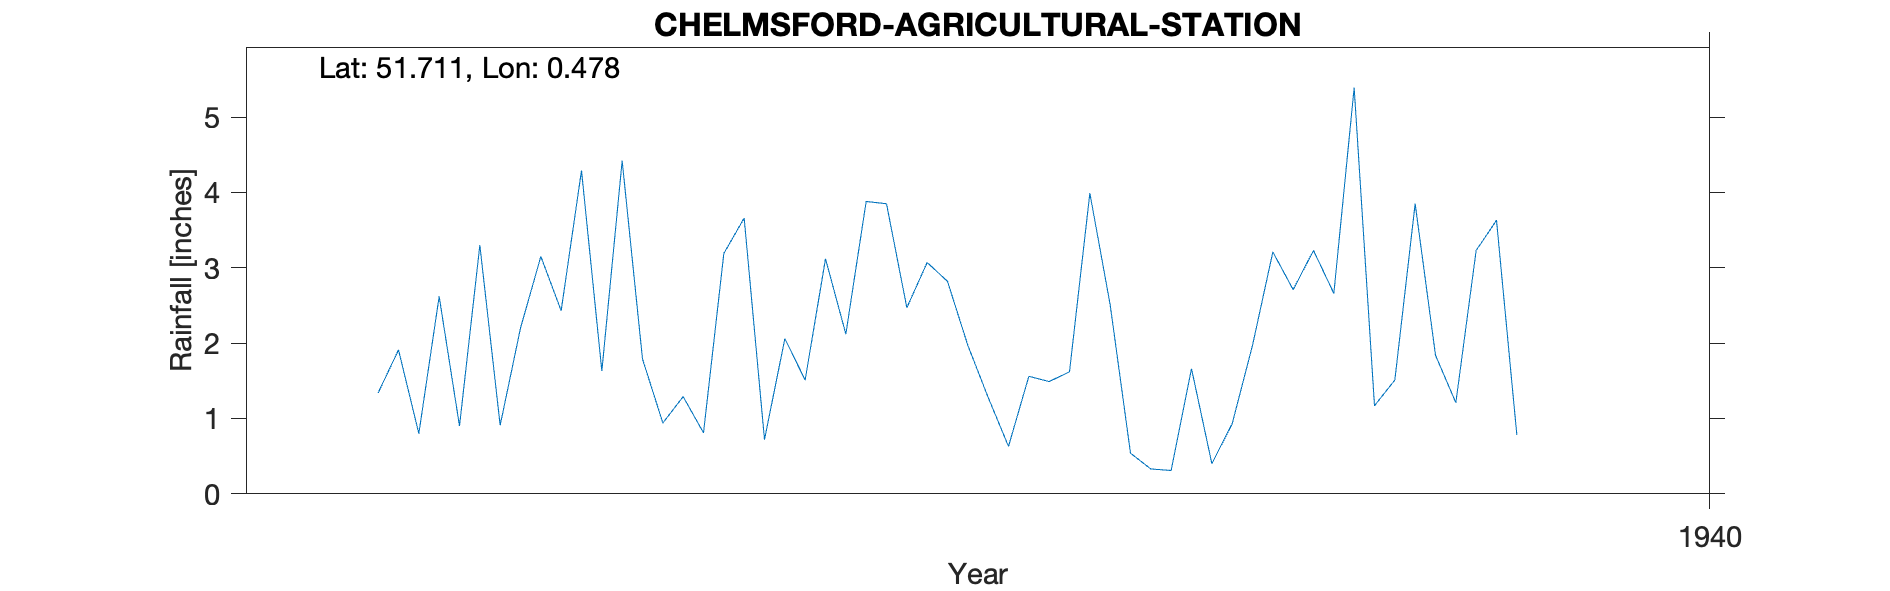 CHELMSFORD-AGRICULTURAL-STATION
Lat: 51.711, Lon: 0.478
5
4
3
2
1
0
Rainfall [inches]
1940
Year